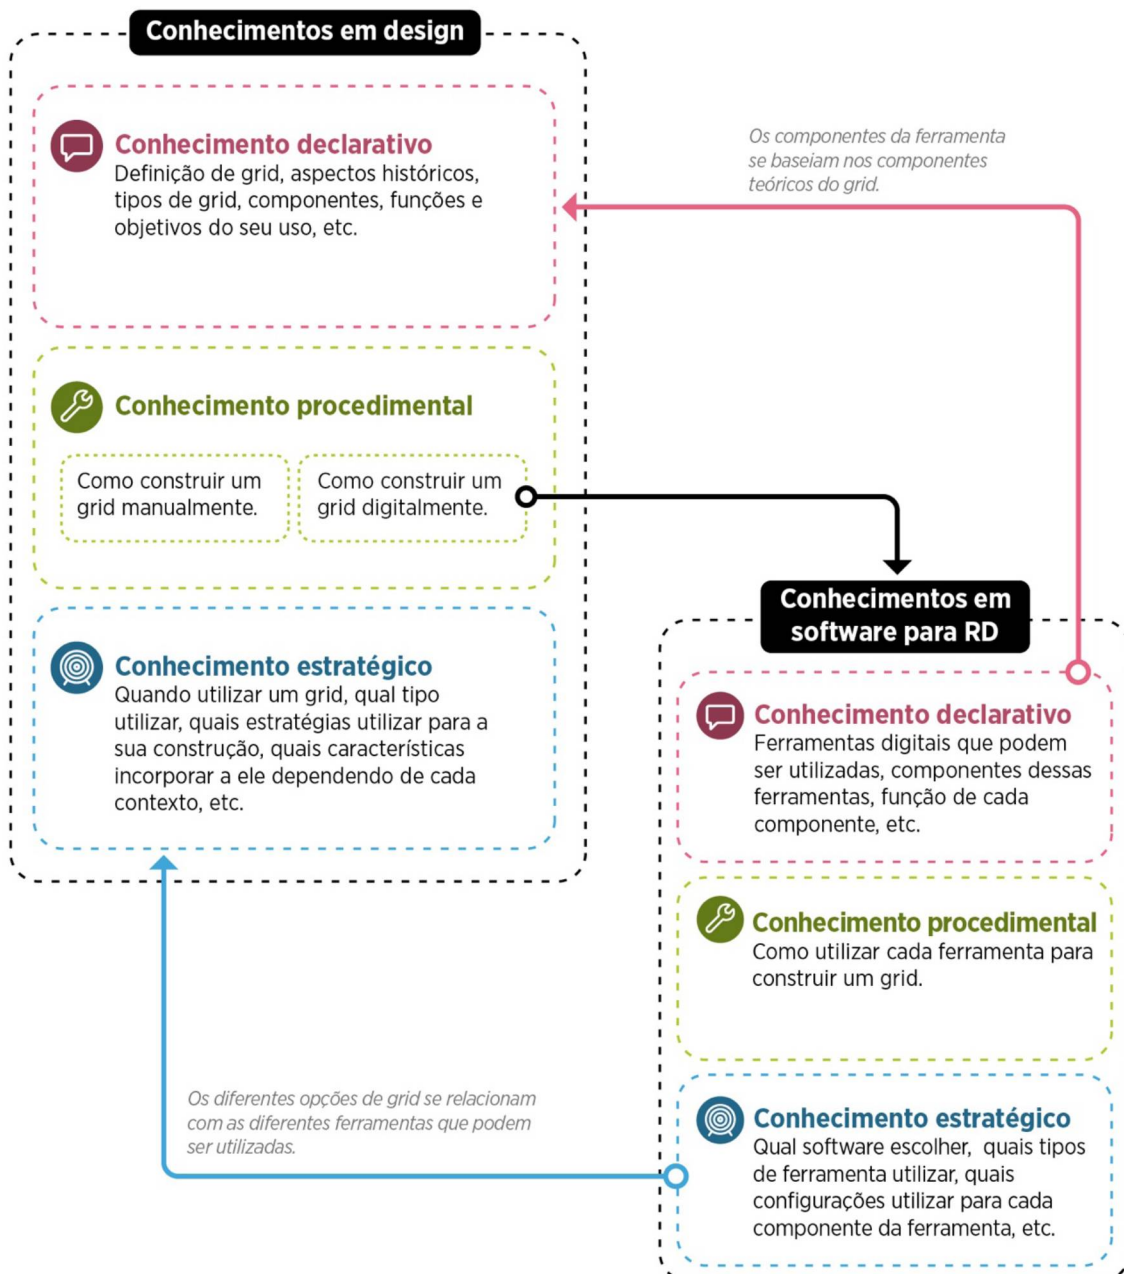 Conhecimentos em design
Conhecimento declarativo
Definição de grid, aspectos históricos,
tipos de grid, componentes, funções e
objetivos do seu uso, etc.
Os componentes da ferramenta
se baseiam nos componentes
teóricos do grid.
Conhecimento procedimental
Como construir um
grid manualmente.
Como construir um
grid digitalmente.
Conhecimento estratégico
Quando utilizar um grid, qual tipo
utilizar, quais estratégias utilizar para a
sua construção, quais características
incorporar a ele dependendo de cada
contexto, etc.
Conhecimentos em
software para RD
Conhecimento declarativo
Ferramentas digitais que podem
ser utilizadas, componentes dessas
ferramentas, função de cada
componente, etc.
Conhecimento procedimental
Como utilizar cada ferramenta para
construir um grid.
Os diferentes opções de grid se relacionam
com as diferentes ferramentas que podem
ser utilizadas.
Conhecimento estratégico
Qual software escolher, quais tipos
de ferramenta utilizar, quais
configurações utilizar para cada
componente da ferramenta, etc.